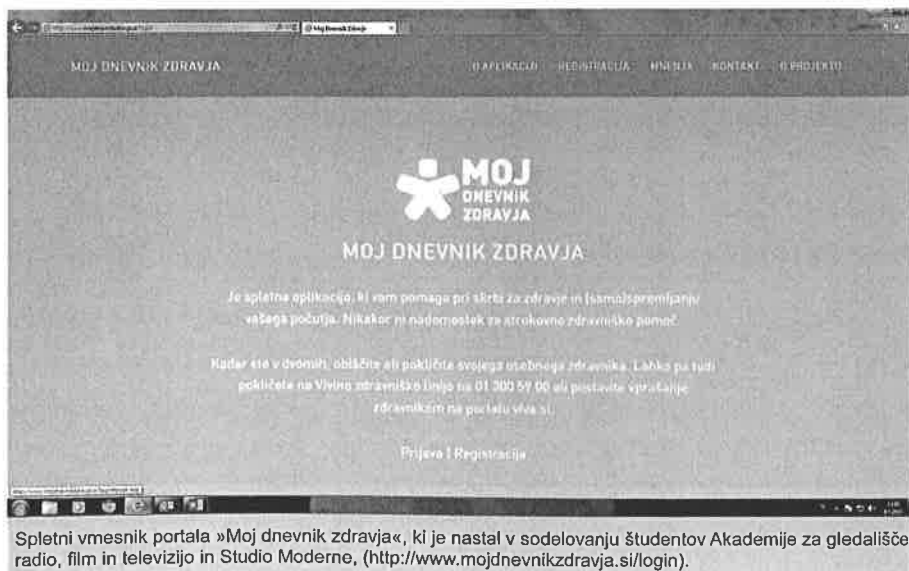 Moj Dnevnik Zdravja
MOJ DNEVNIK ZDRAVJA
O APLIKACIJI REGISTRACIJA MNENJA KONTAKT O PROJEKTU
MOJ
DNEVNIK
ZDRAVJA
MOJ DNEVNIK ZDRAVJA
Je spletna aplikacija, ki vam pomaga pri skrbi za zdravje in (samo)spremljanju
vašega počutja. Nikakor ni nadomestek za strokovno zdravniško pomoč.
Kadar ste v dvomih, obiščite ali pokličite svojega osebnega zdravnika. Lahko pa tudi
pokličete na Vivino zdravniško linijo na 01 300 59 00 ali postavite vprašanje
zdravnikom na portalu viva.si.
Prijava | Registracija
Spletni vmesnik portala »Moj dnevnik zdravja«, ki je nastal v sodelovanju študentov Akademije za gledališče,
radio, film in televizijo in Studio Moderne, (http://www.mojdnevnikzdravja.si/login).